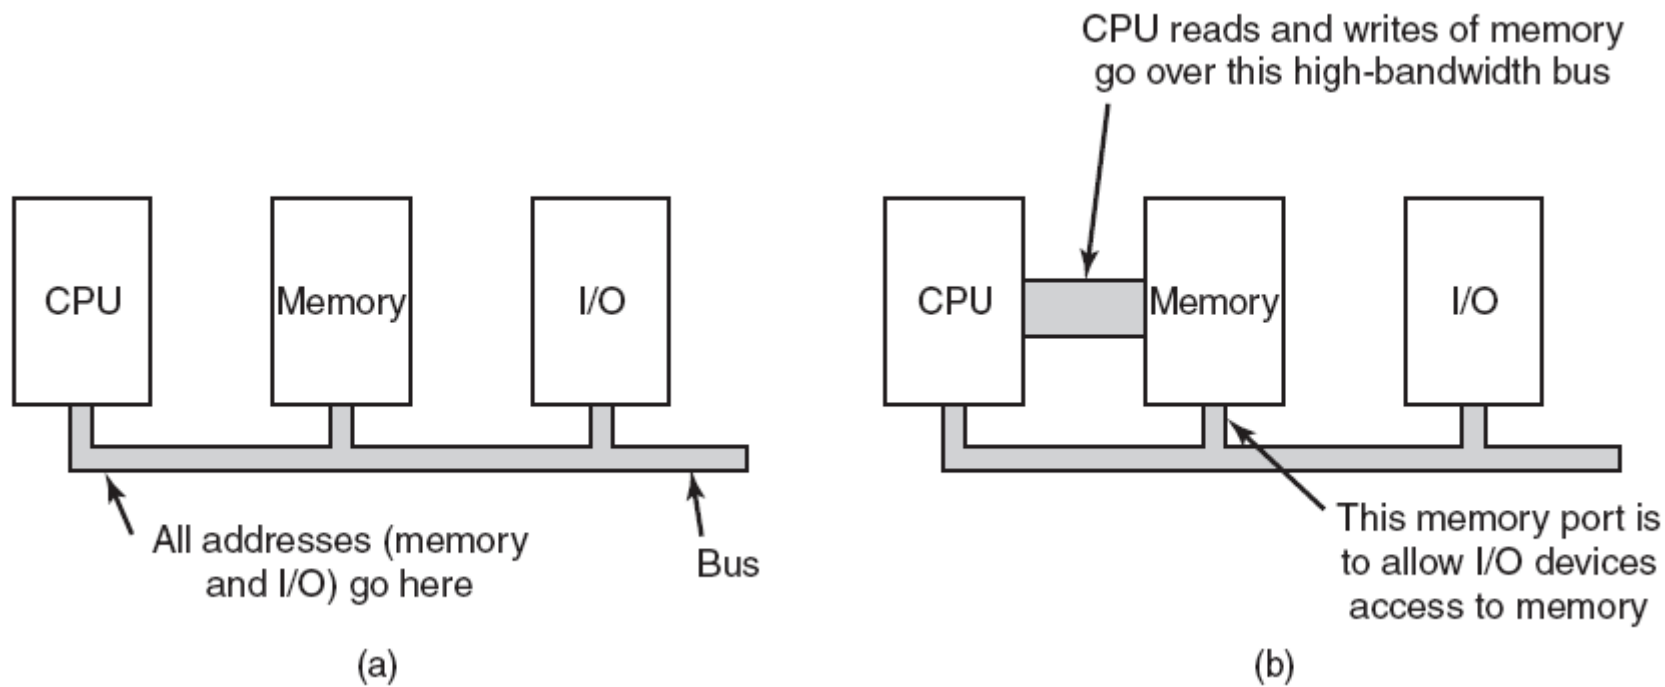 CPU
Memory
I/O
All addresses (memory
and I/O) go here
Bus
(a)
CPU reads and writes of memory
go over this high-bandwidth bus
CPU
Memory
I/O
This memory port is
to allow I/O devices
access to memory
(b)